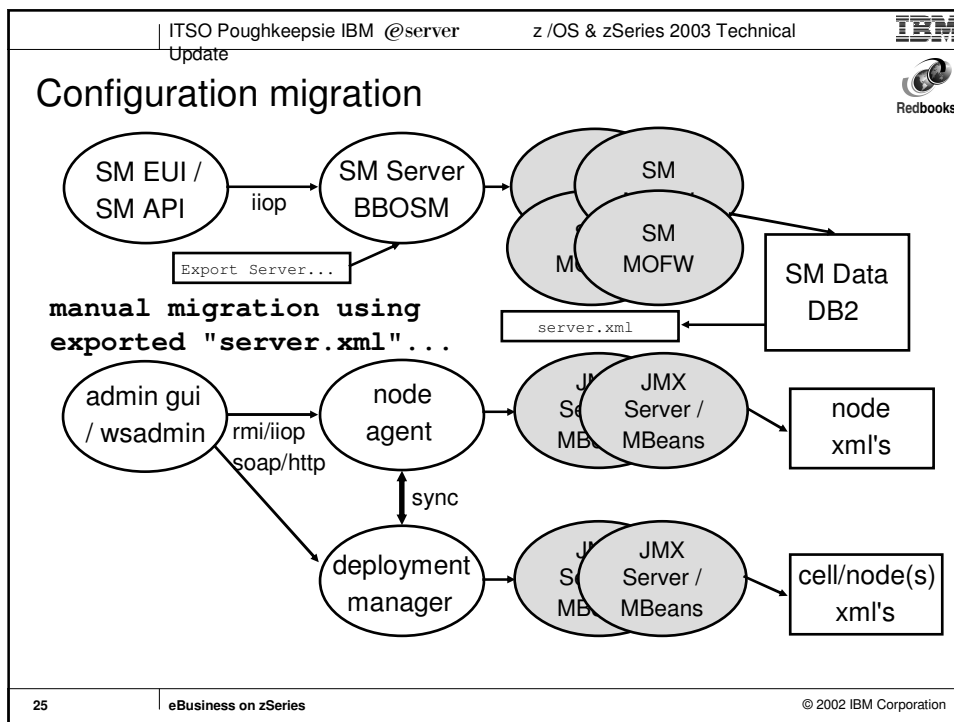 ITSO Poughkeepsie IBM @server z /OS & zSeries 2003 Technical
Update
IBM
Redbooks
Configuration migration
SM EUI /
SM API
iiop
SM Server
BBOSM
SM
SM
MOFW
SM Data
DB2
Export Server...
server.xml
manual migration using
exported "server.xml"...
admin gui
/ wsadmin
rmi/iiop
soap/http
node
agent
JMX
Server /
MBeans
node
xml's
sync
deployment
manager
JMX
Server /
MBeans
cell/node(s)
xml's
25
eBusiness on zSeries
© 2002 IBM Corporation